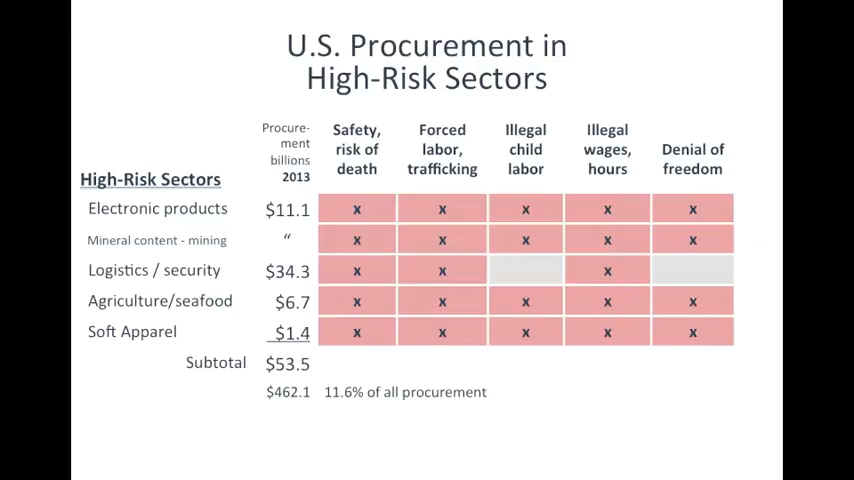 U.S. Procurement in
High-Risk Sectors
Procure-
ment
billions
2013
Safety,
risk of
death
Forced
labor,
trafficking
Illegal
child
labor
Illegal
wages,
hours
Denial of
freedom
High-Risk Sectors
Electronic products $11.1 x x x x x
Mineral content - mining “ x x x x x
Logistics / security $34.3 x x x
Agriculture/seafood $6.7 x x x x x
Soft Apparel $1.4 x x x x x
Subtotal $53.5
$462.1 11.6% of all procurement